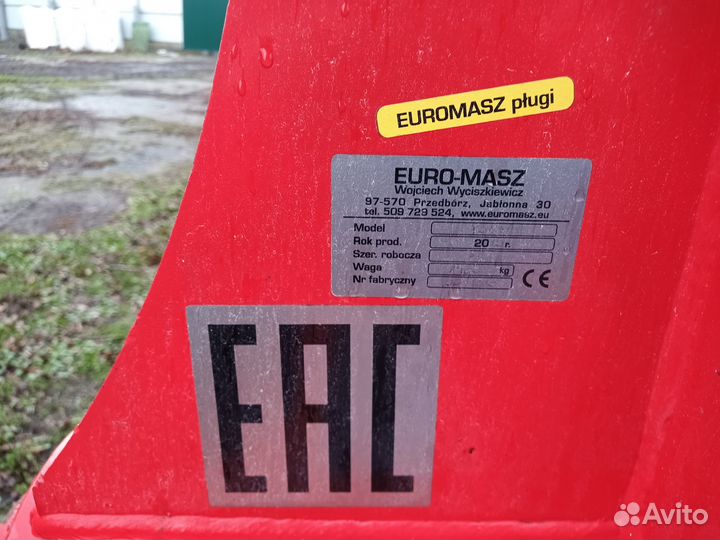 EUROMASZ pługi
EURO-MASZ
Wojciech Wyciszkiewicz
97-570 Przedbórz, Jabłonna 30
tel. 509 729 524, www.euromasz.eu
Model
Rok prod. 20 r.
Szer. robocza
Waga kg
Nr fabryczny CE
EAC
Avito